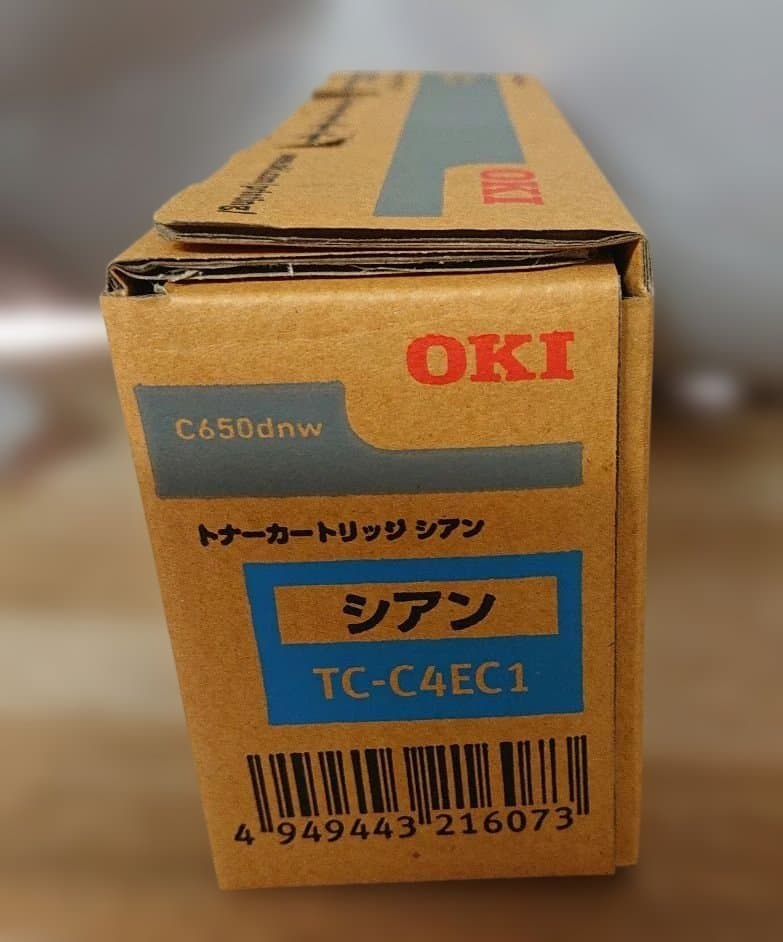 OKI
OKI
C650dnw
トナーカートリッジ シアン
シアン
TC-C4EC1
4 949443 216073